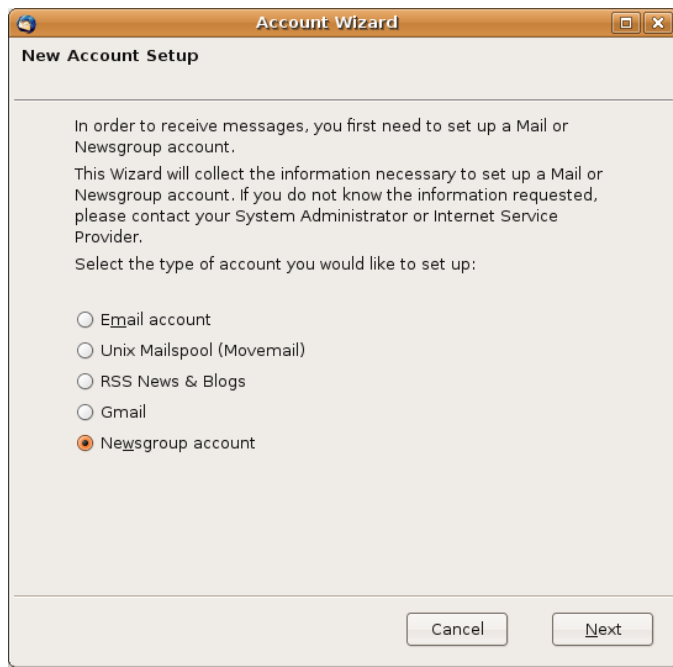 Account Wizard
New Account Setup
In order to receive messages, you first need to set up a Mail or
Newsgroup account.
This Wizard will collect the information necessary to set up a Mail or
Newsgroup account. If you do not know the information requested,
please contact your System Administrator or Internet Service
Provider.
Select the type of account you would like to set up:
Email account
Unix Mailspool (Movemail)
RSS News & Blogs
Gmail
Newsgroup account
Cancel
Next